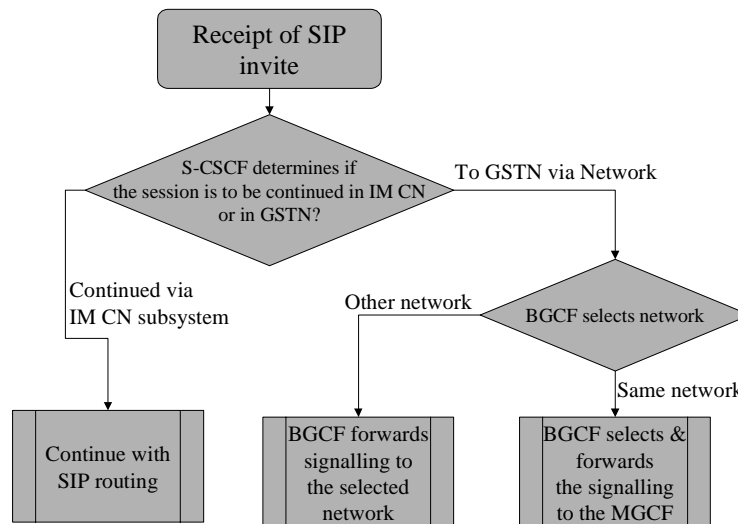 Receipt of SIP
invite
S-CSCF determines if
the session is to be continued in IM CN
or in GSTN?
To GSTN via Network
Continued via
IM CN subsystem
Other network
BGCF selects network
Same network
Continue with
SIP routing
BGCF forwards
signalling to
the selected
network
BGCF selects &
forwards
the signalling
to the MGCF